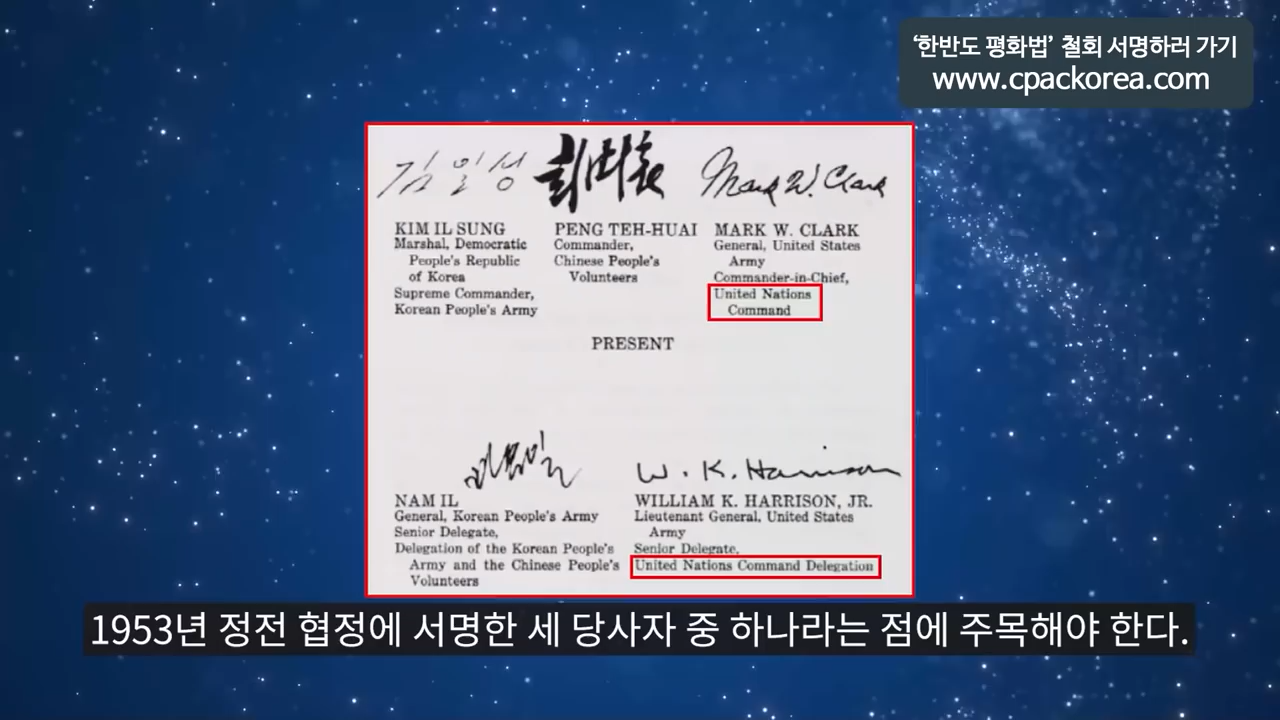 ‘한반도 평화법’ 철회 서명하러 가기
www.cpackorea.com
김일성
Mark W. Clark
KIM IL SUNG
Marshal, Democratic
People's Republic
of Korea
Supreme Commander,
Korean People's Army
PENG TEH-HUAI
Commander,
Chinese People's
Volunteers
MARK W. CLARK
General, United States
Army
Commander-in-Chief,
United Nations
Command
PRESENT
W. K. Harrison
NAM IL
General, Korean People's Army
Senior Delegate,
Delegation of the Korean People's
Army and the Chinese People's
Volunteers
WILLIAM K. HARRISON, JR.
Lieutenant General, United States
Army
Senior Delegate,
United Nations Command Delegation
1953년 정전 협정에 서명한 세 당사자 중 하나라는 점에 주목해야 한다.